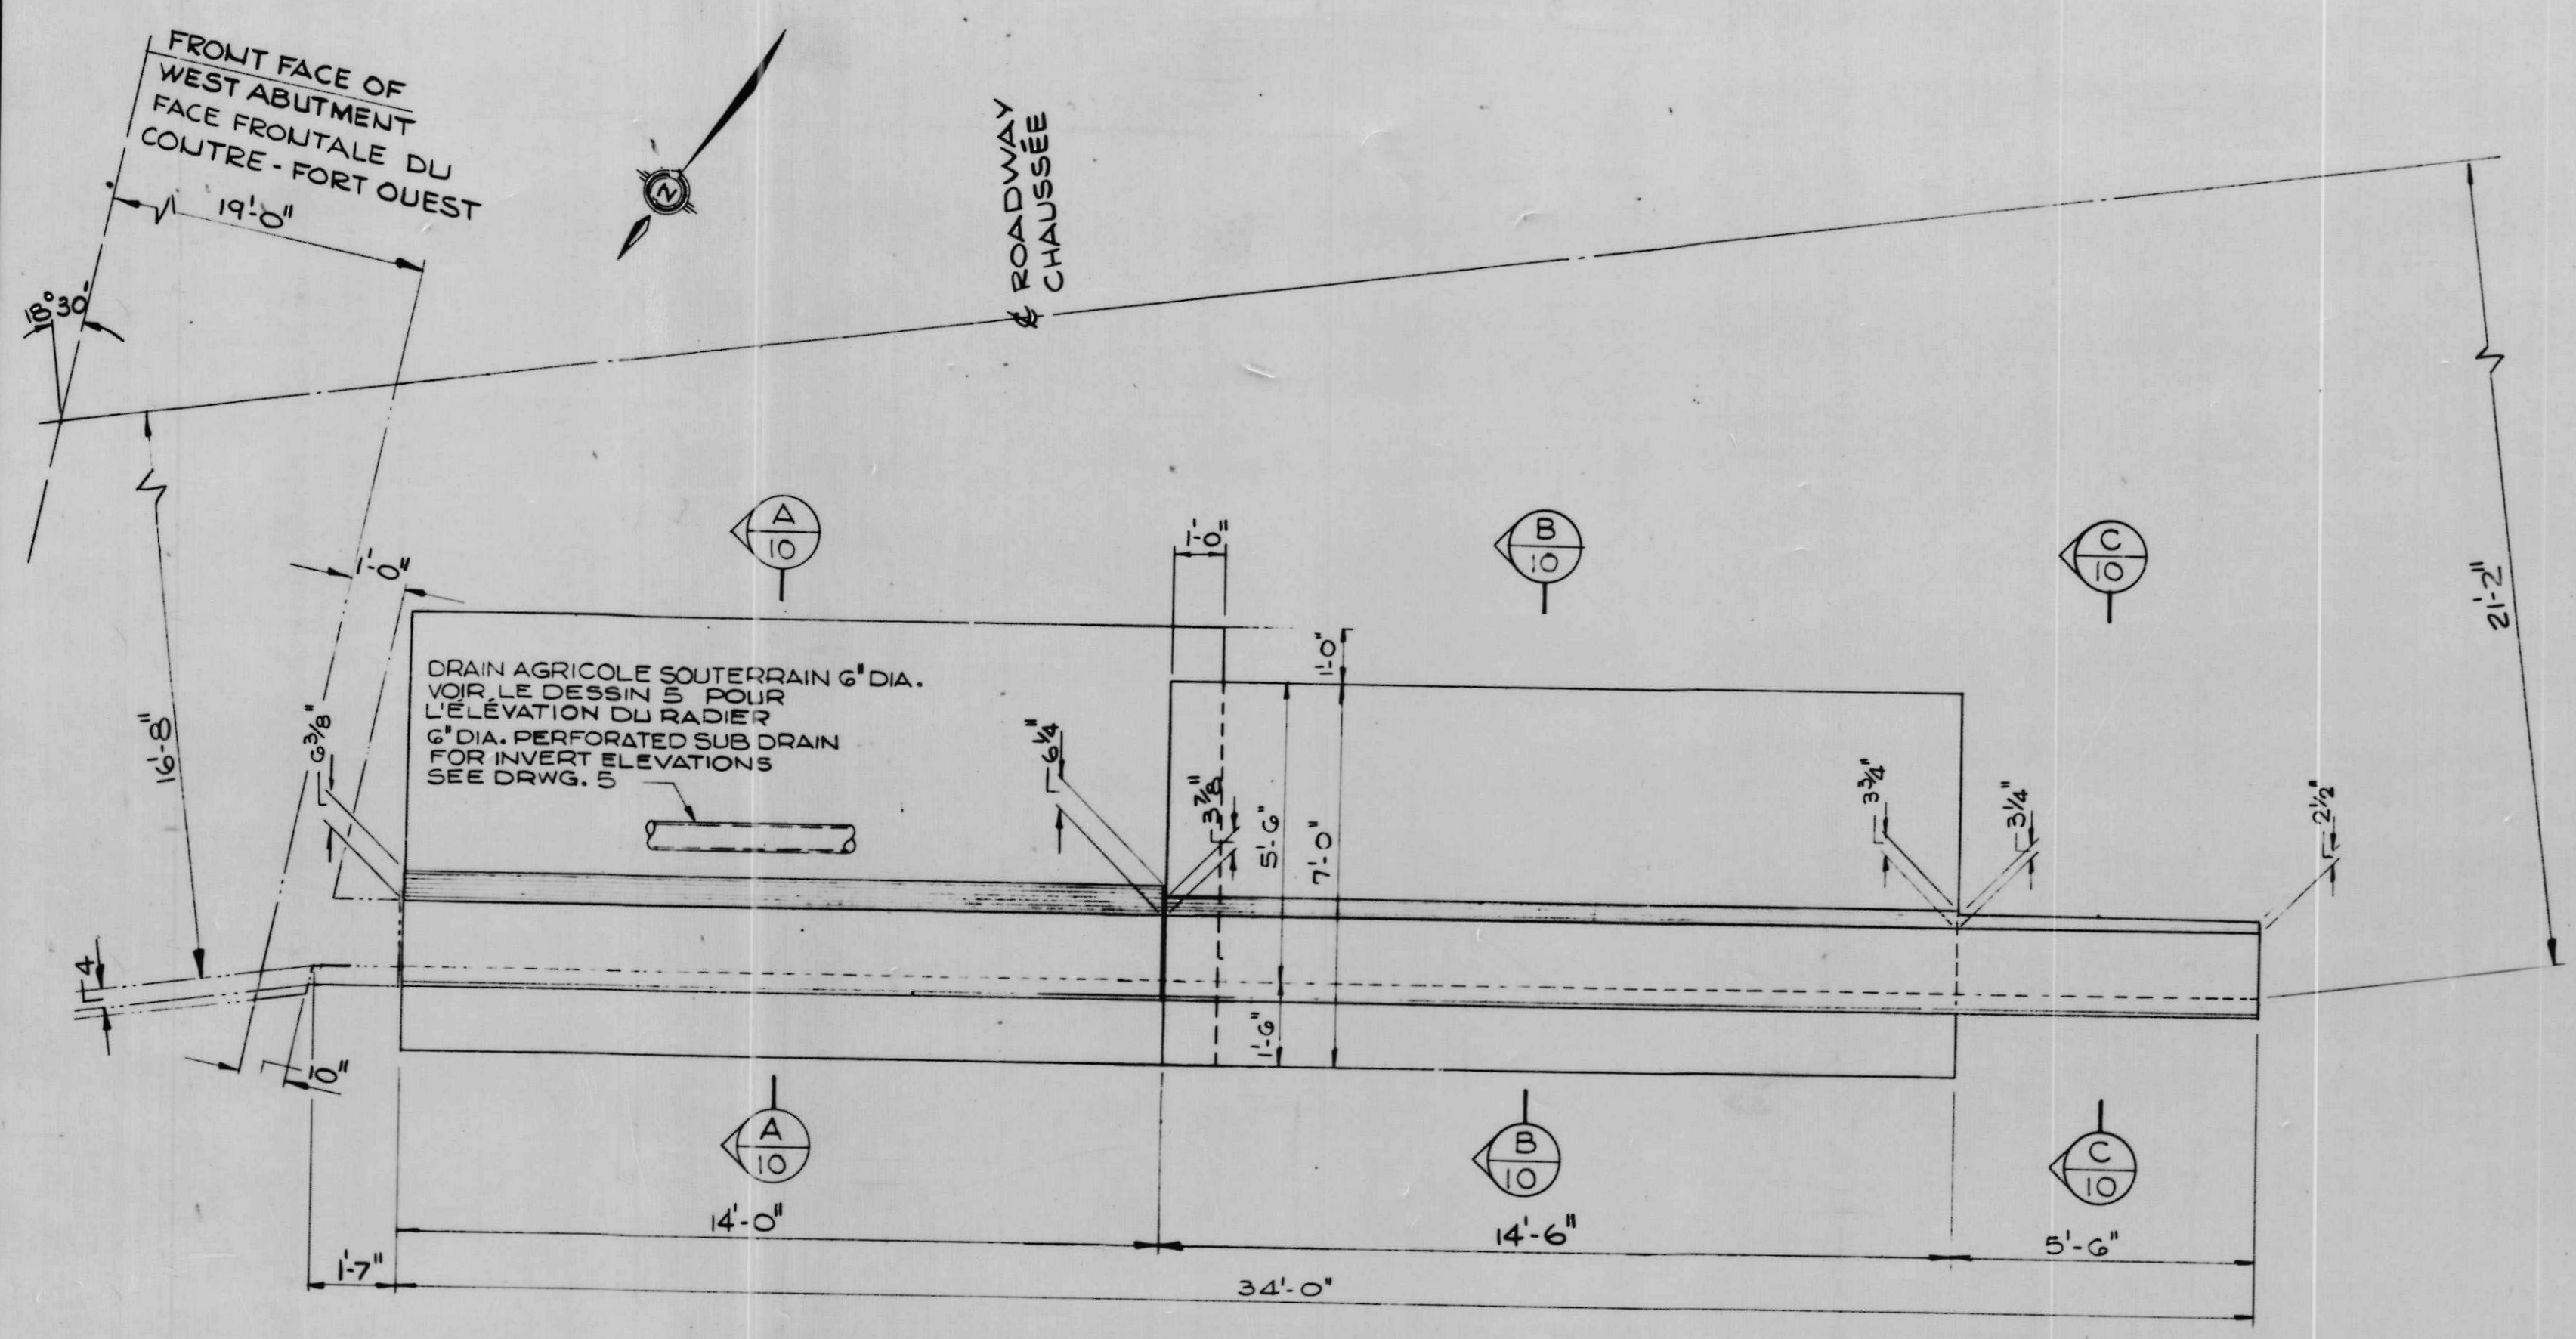 FRONT FACE OF
WEST ABUTMENT
FACE FRONTALE DU
CONTRE-FORT OUEST
19'-0"
18°30'
N
℄ ROADWAY
CHAUSSÉE
21'-2"
16'-8"
1'-0"
A
10
1'-0"
B
10
C
10
DRAIN AGRICOLE SOUTERRAIN 6" DIA.
VOIR LE DESSIN 5 POUR
L'ÉLÉVATION DU RADIER
6" DIA. PERFORATED SUB DRAIN
FOR INVERT ELEVATIONS
SEE DRWG. 5
6 3/8"
6 1/4"
3 7/8"
1'-0"
5'-6"
7'-0"
1'-6"
3 3/4"
3 1/4"
2 1/2"
4
10"
A
10
B
10
C
10
14'-0"
14'-6"
5'-6"
1'-7"
34'-0"